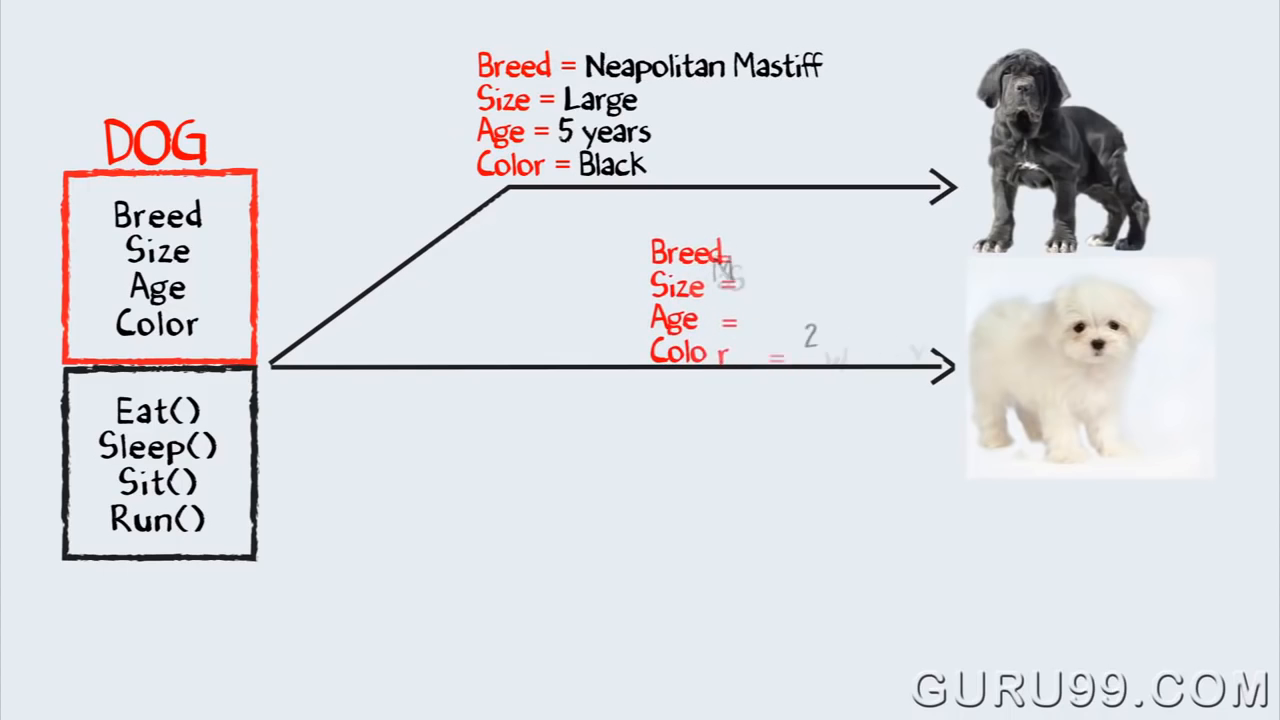 DOG
Breed
Size
Age
Color
Eat()
Sleep()
Sit()
Run()
Breed = Neapolitan Mastiff
Size = Large
Age = 5 years
Color = Black
Breed
Size =
Age =
Color = 2
GURU99.COM